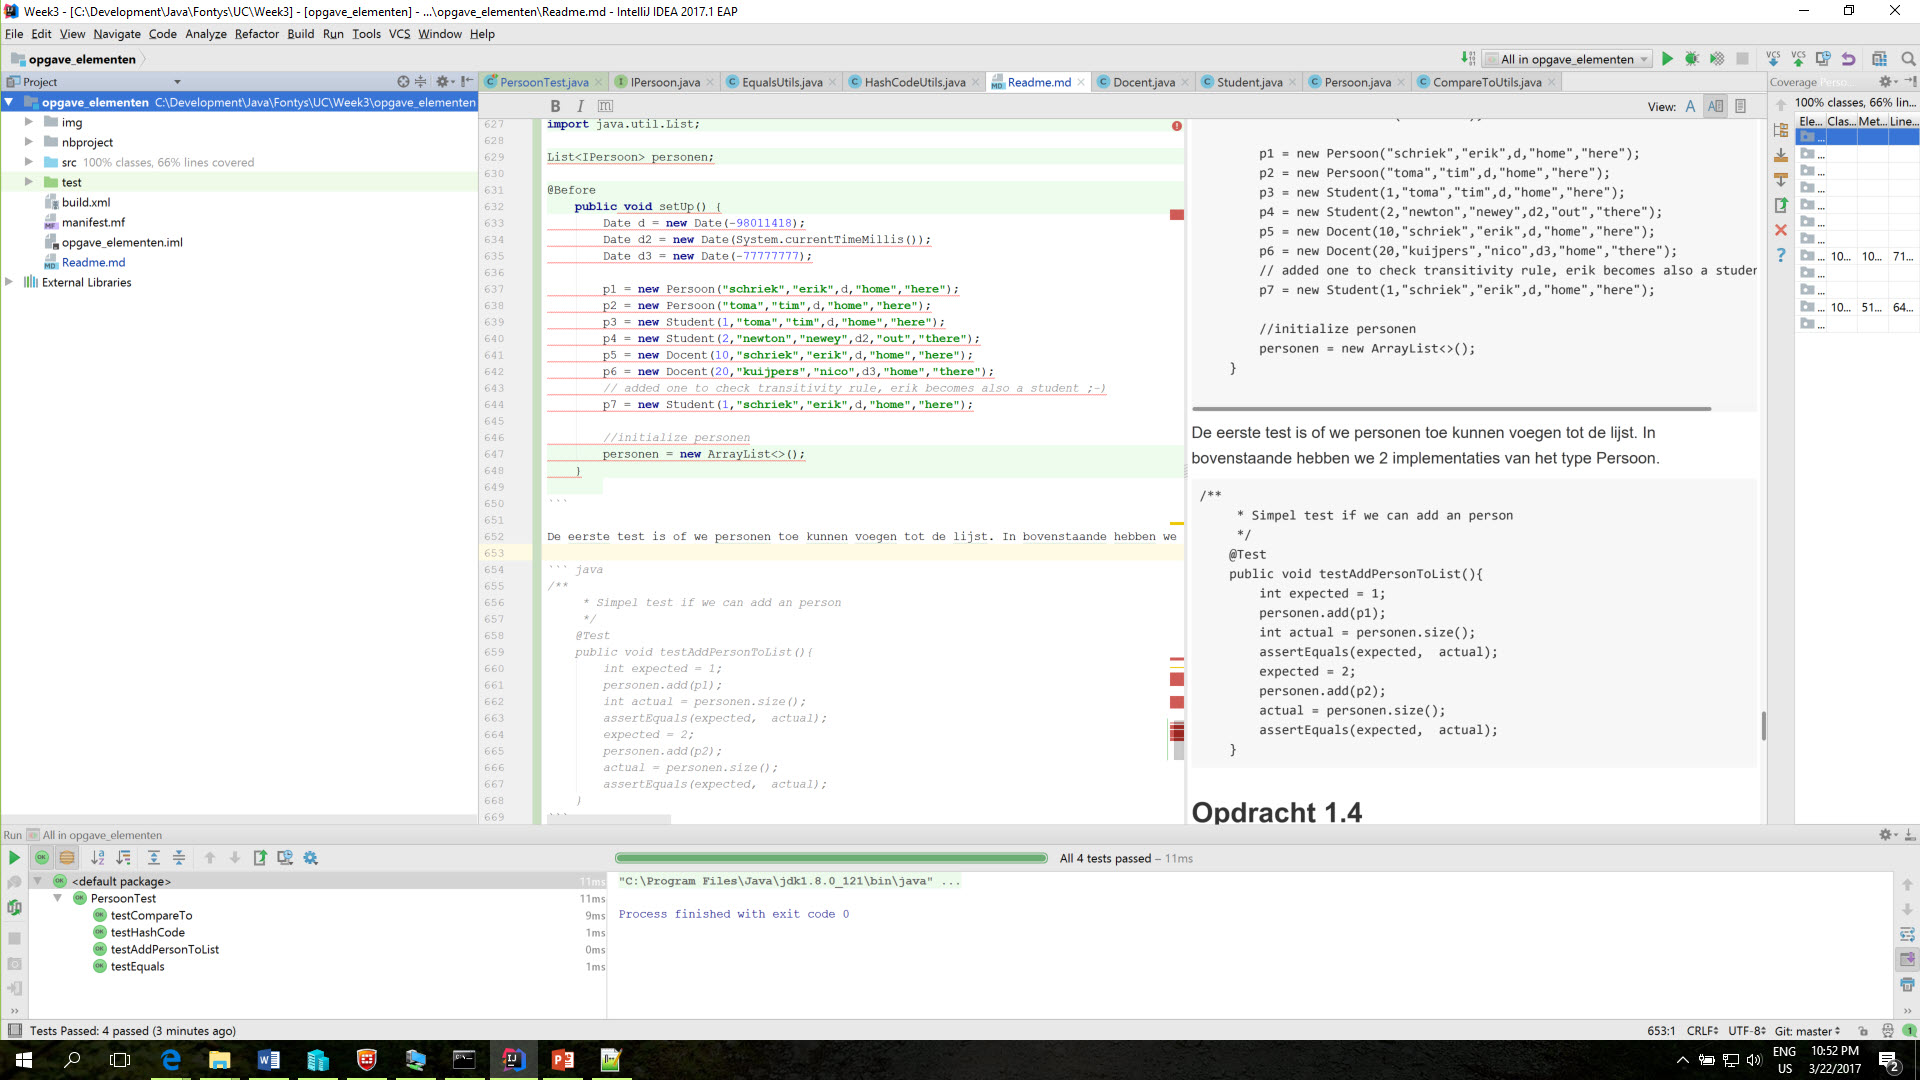 Week3 - [C:\Development\Java\Fontys\UC\Week3] - [opgave_elementen] - ...\opgave_elementen\Readme.md - IntelliJ IDEA 2017.1 EAP
File Edit View Navigate Code Analyze Refactor Build Run Tools VCS Window Help
opgave_elementen
All in opgave_elementen
Project
PersoonTest.java IPersoon.java EqualsUtils.java HashCodeUtils.java Readme.md Docent.java Student.java Persoon.java CompareToUtils.java
Coverage
opgave_elementen C:\Development\Java\Fontys\UC\Week3\opgave_elementen
img
nbproject
src 100% classes, 66% lines covered
test
build.xml
manifest.mf
opgave_elementen.iml
Readme.md
External Libraries
B I m
View:
627 import java.util.List;
628
629 List<IPersoon> personen;
630
631 @Before
632 public void setUp() {
633 Date d = new Date(-98011418);
634 Date d2 = new Date(System.currentTimeMillis());
635 Date d3 = new Date(-77777777);
636
637 p1 = new Persoon("schriek","erik",d,"home","here");
638 p2 = new Persoon("toma","tim",d,"home","here");
639 p3 = new Student(1,"toma","tim",d,"home","here");
640 p4 = new Student(2,"newton","newey",d2,"out","there");
641 p5 = new Docent(10,"schriek","erik",d,"home","here");
642 p6 = new Docent(20,"kuijpers","nico",d3,"home","there");
643 // added one to check transitivity rule, erik becomes also a student ;-)
644 p7 = new Student(1,"schriek","erik",d,"home","here");
645
646 //initialize personen
647 personen = new ArrayList<>();
648 }
649
650 ```
651
652 De eerste test is of we personen toe kunnen voegen tot de lijst. In bovenstaande hebben we
653
654 ``` java
655 /**
656 * Simpel test if we can add an person
657 */
658 @Test
659 public void testAddPersonToList(){
660 int expected = 1;
661 personen.add(p1);
662 int actual = personen.size();
663 assertEquals(expected,  actual);
664 expected = 2;
665 personen.add(p2);
666 actual = personen.size();
667 assertEquals(expected,  actual);
668 }
669 ```
p1 = new Persoon("schriek","erik",d,"home","here");
p2 = new Persoon("toma","tim",d,"home","here");
p3 = new Student(1,"toma","tim",d,"home","here");
p4 = new Student(2,"newton","newey",d2,"out","there");
p5 = new Docent(10,"schriek","erik",d,"home","here");
p6 = new Docent(20,"kuijpers","nico",d3,"home","there");
// added one to check transitivity rule, erik becomes also a studer
p7 = new Student(1,"schriek","erik",d,"home","here");
//initialize personen
personen = new ArrayList<>();
}
De eerste test is of we personen toe kunnen voegen tot de lijst. In
bovenstaande hebben we 2 implementaties van het type Persoon.
/**
* Simpel test if we can add an person
*/
@Test
public void testAddPersonToList(){
int expected = 1;
personen.add(p1);
int actual = personen.size();
assertEquals(expected,  actual);
expected = 2;
personen.add(p2);
actual = personen.size();
assertEquals(expected,  actual);
}
Opdracht 1.4
100% classes, 66% lin...
Ele... Clas... Met... Line...
...
...
...
...
...
...
...
... 10... 10... 71...
...
...
... 10... 51... 64...
...
Run All in opgave_elementen
All 4 tests passed – 11ms
<default package> 11ms
PersoonTest 11ms
testCompareTo 9ms
testHashCode 1ms
testAddPersonToList 0ms
testEquals 1ms
"C:\Program Files\Java\jdk1.8.0_121\bin\java" ...
Process finished with exit code 0
Tests Passed: 4 passed (3 minutes ago)
653:1 CRLF UTF-8 Git: master 1
ENG
US
10:52 PM
3/22/2017
2